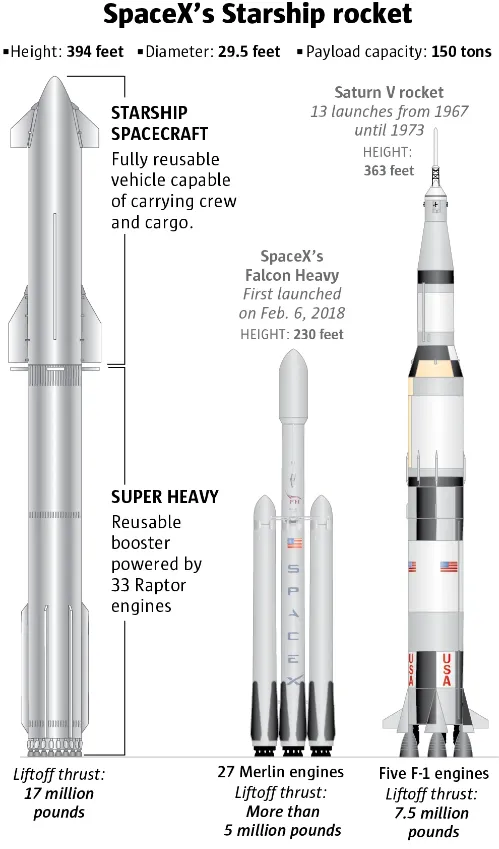 SpaceX's Starship rocket
▪Height: 394 feet ▪Diameter: 29.5 feet ▪Payload capacity: 150 tons
STARSHIP
SPACECRAFT
Fully reusable
vehicle capable
of carrying crew
and cargo.
SUPER HEAVY
Reusable
booster
powered by
33 Raptor
engines
Liftoff thrust:
17 million
pounds
SpaceX's
Falcon Heavy
First launched
on Feb. 6, 2018
HEIGHT: 230 feet
FH
SPACEX
27 Merlin engines
Liftoff thrust:
More than
5 million pounds
Saturn V rocket
13 launches from 1967
until 1973
HEIGHT:
363 feet
USA
USA
Five F-1 engines
Liftoff thrust:
7.5 million
pounds